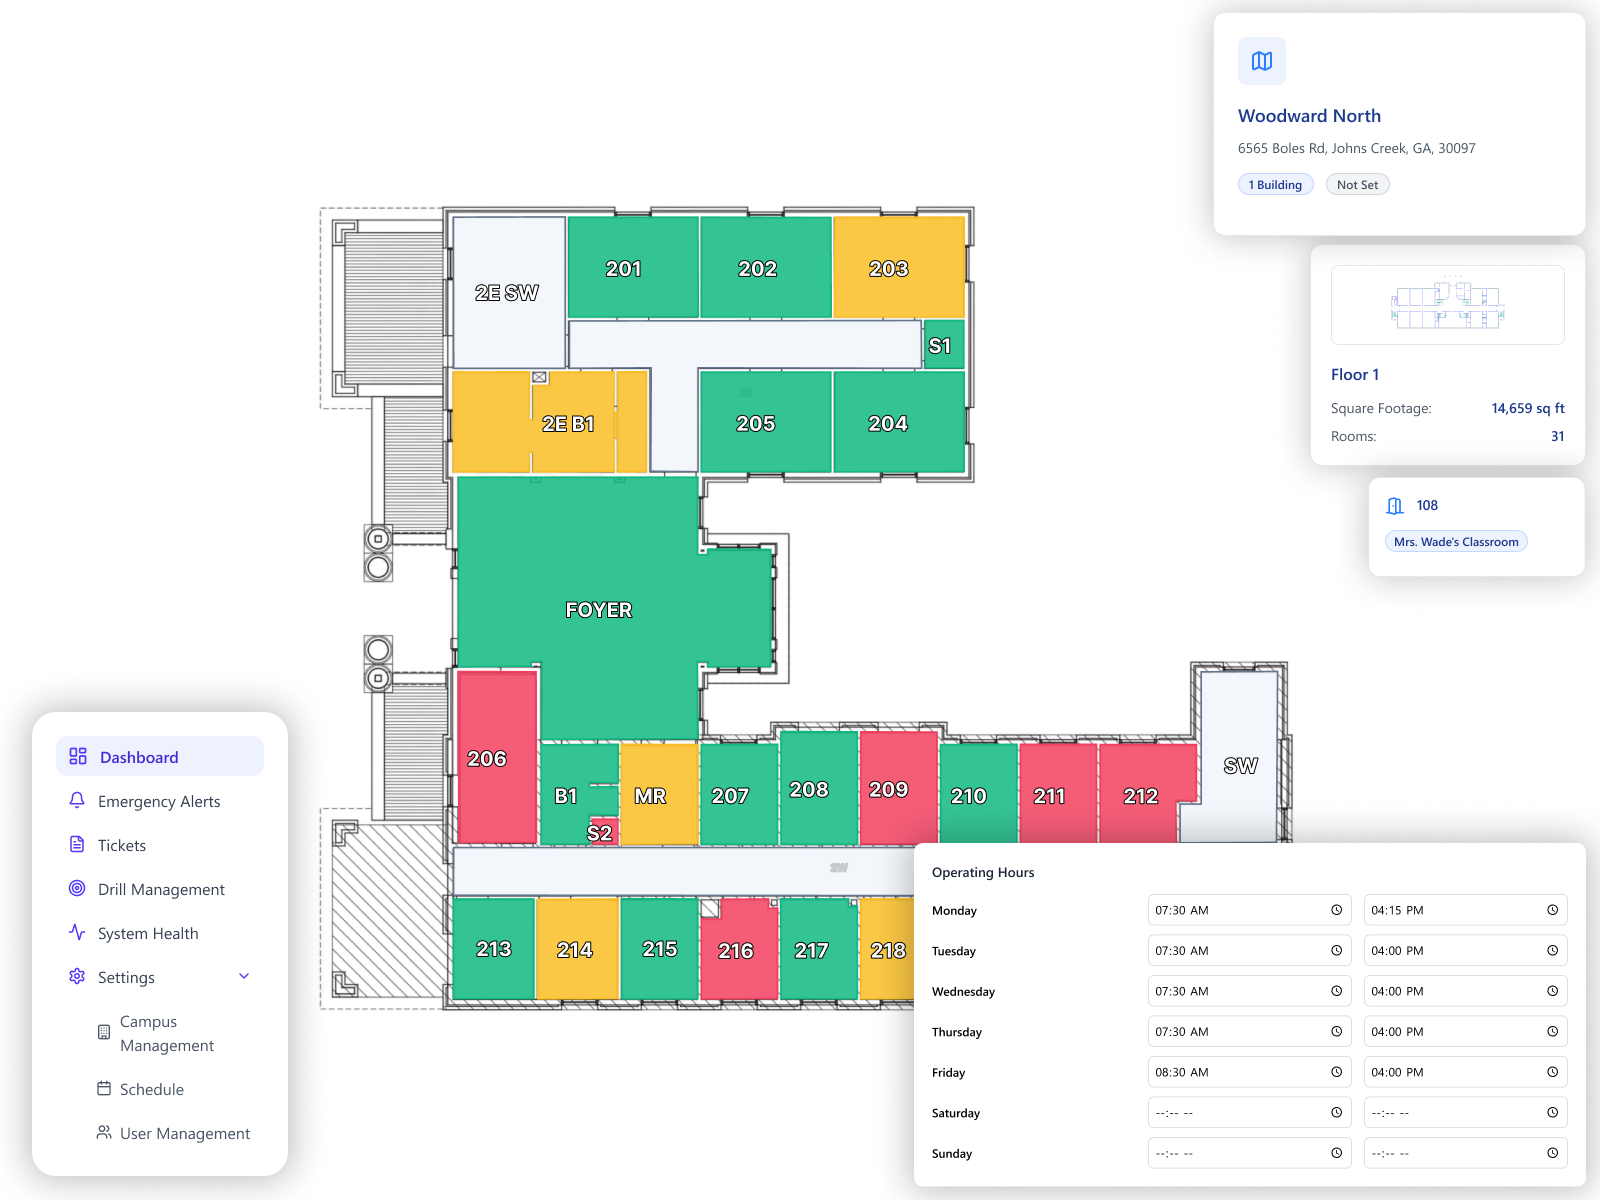 Woodward North
6565 Boles Rd, Johns Creek, GA, 30097
1 Building
Not Set
Floor 1
Square Footage: 14,659 sq ft
Rooms: 31
108
Mrs. Wade's Classroom
2E SW
201
202
203
S1
2E B1
205
204
FOYER
206
B1
S2
MR
207
208
209
210
211
212
SW
2W
213
214
215
216
217
218
Dashboard
Emergency Alerts
Tickets
Drill Management
System Health
Settings
Campus
Management
Schedule
User Management
Operating Hours
Monday 07:30 AM 04:15 PM
Tuesday 07:30 AM 04:00 PM
Wednesday 07:30 AM 04:00 PM
Thursday 07:30 AM 04:00 PM
Friday 08:30 AM 04:00 PM
Saturday --:-- -- --:-- --
Sunday --:-- -- --:-- --